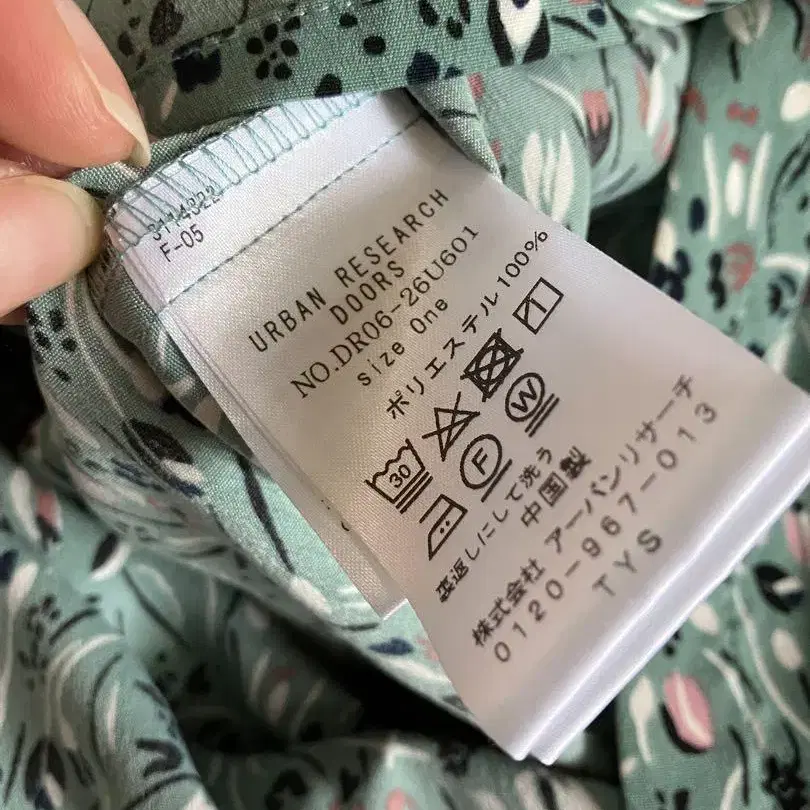 3114322
F-05
URBAN RESEARCH
DOORS
NO.DR06-26U601
Size One
ポリエステル100%
30
F W
裏返しにして洗う
中国製
株式会社 アーバンリサーチ
0120-967-013
TYS